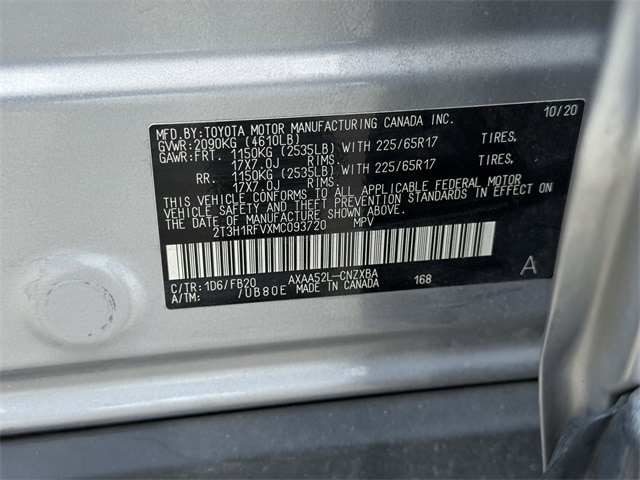 MFD.BY:TOYOTA MOTOR MANUFACTURING CANADA INC. 10/20
GVWR:2090KG (4610LB)
GAWR:FRT. 1150KG (2535LB) WITH 225/65R17 TIRES,
17X7.0J RIMS.
RR. 1150KG (2535LB) WITH 225/65R17 TIRES,
17X7.0J RIMS.
THIS VEHICLE CONFORMS TO ALL APPLICABLE FEDERAL MOTOR
VEHICLE SAFETY AND THEFT PREVENTION STANDARDS IN EFFECT ON
THE DATE OF MANUFACTURE SHOWN ABOVE.
2T3H1RFVXMC093720 MPV
C/TR:1D6/FB20 AXAA52L-CNZXBA 168 A
A/TM: /UB80E MADE IN CANADA